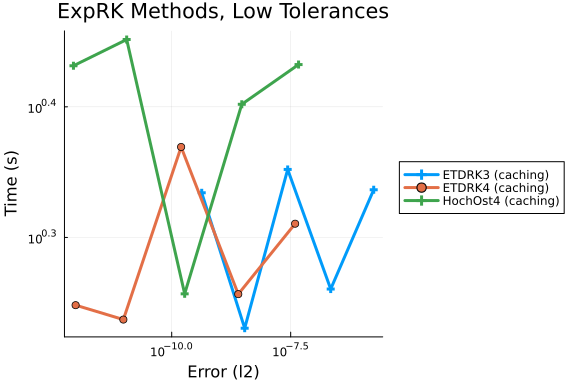 ExpRK Methods, Low Tolerances
Time (s)
10^0.4
10^0.3
10^-10.0
10^-7.5
Error (l2)
ETDRK3 (caching)
ETDRK4 (caching)
HochOst4 (caching)